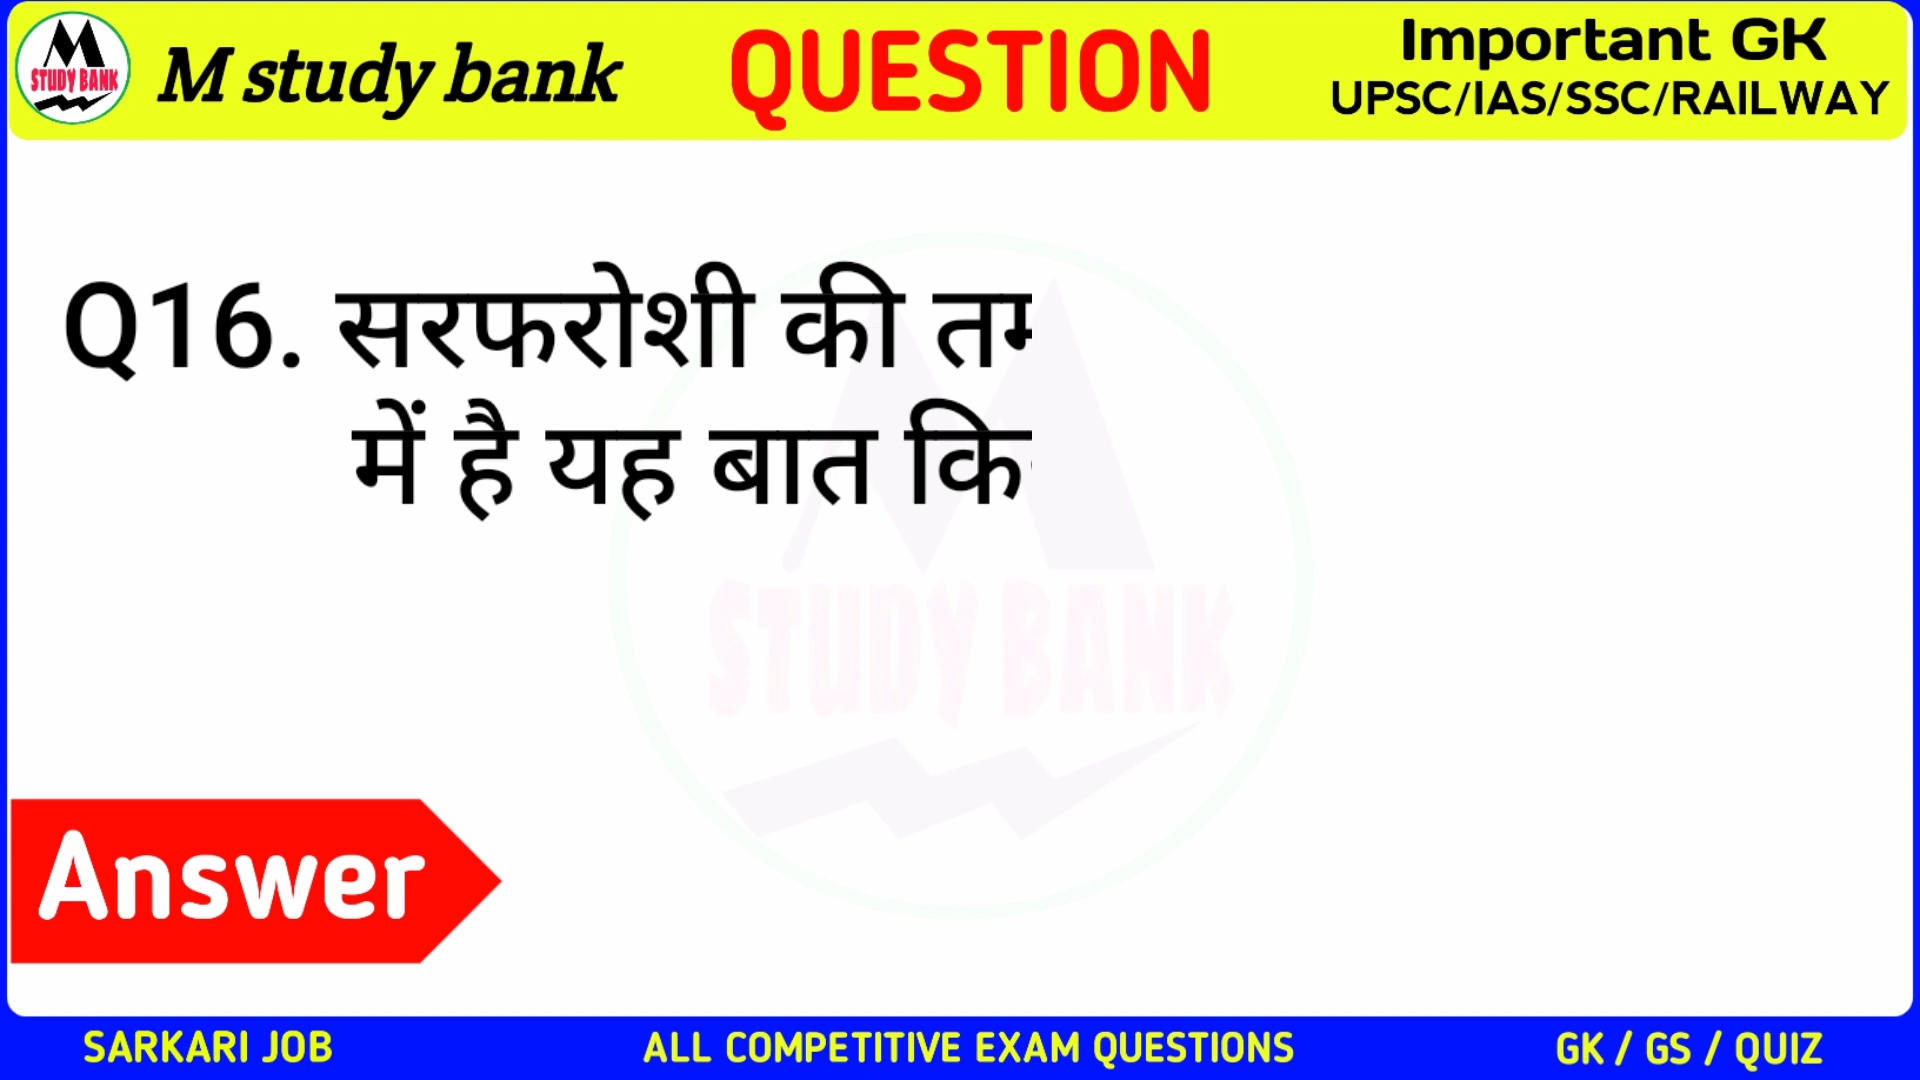 M
STUDY BANK
M study bank
QUESTION
Important GK
UPSC/IAS/SSC/RAILWAY
Q16. सरफरोशी की
में है यह बात
M
STUDY BANK
Answer
SARKARI JOB
ALL COMPETITIVE EXAM QUESTIONS
GK / GS / QUIZ